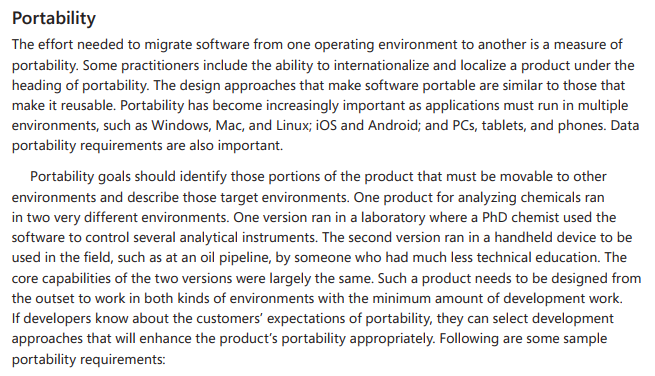 Portability
The effort needed to migrate software from one operating environment to another is a measure of
portability. Some practitioners include the ability to internationalize and localize a product under the
heading of portability. The design approaches that make software portable are similar to those that
make it reusable. Portability has become increasingly important as applications must run in multiple
environments, such as Windows, Mac, and Linux; iOS and Android; and PCs, tablets, and phones. Data
portability requirements are also important.
Portability goals should identify those portions of the product that must be movable to other
environments and describe those target environments. One product for analyzing chemicals ran
in two very different environments. One version ran in a laboratory where a PhD chemist used the
software to control several analytical instruments. The second version ran in a handheld device to be
used in the field, such as at an oil pipeline, by someone who had much less technical education. The
core capabilities of the two versions were largely the same. Such a product needs to be designed from
the outset to work in both kinds of environments with the minimum amount of development work.
If developers know about the customers’ expectations of portability, they can select development
approaches that will enhance the product’s portability appropriately. Following are some sample
portability requirements: